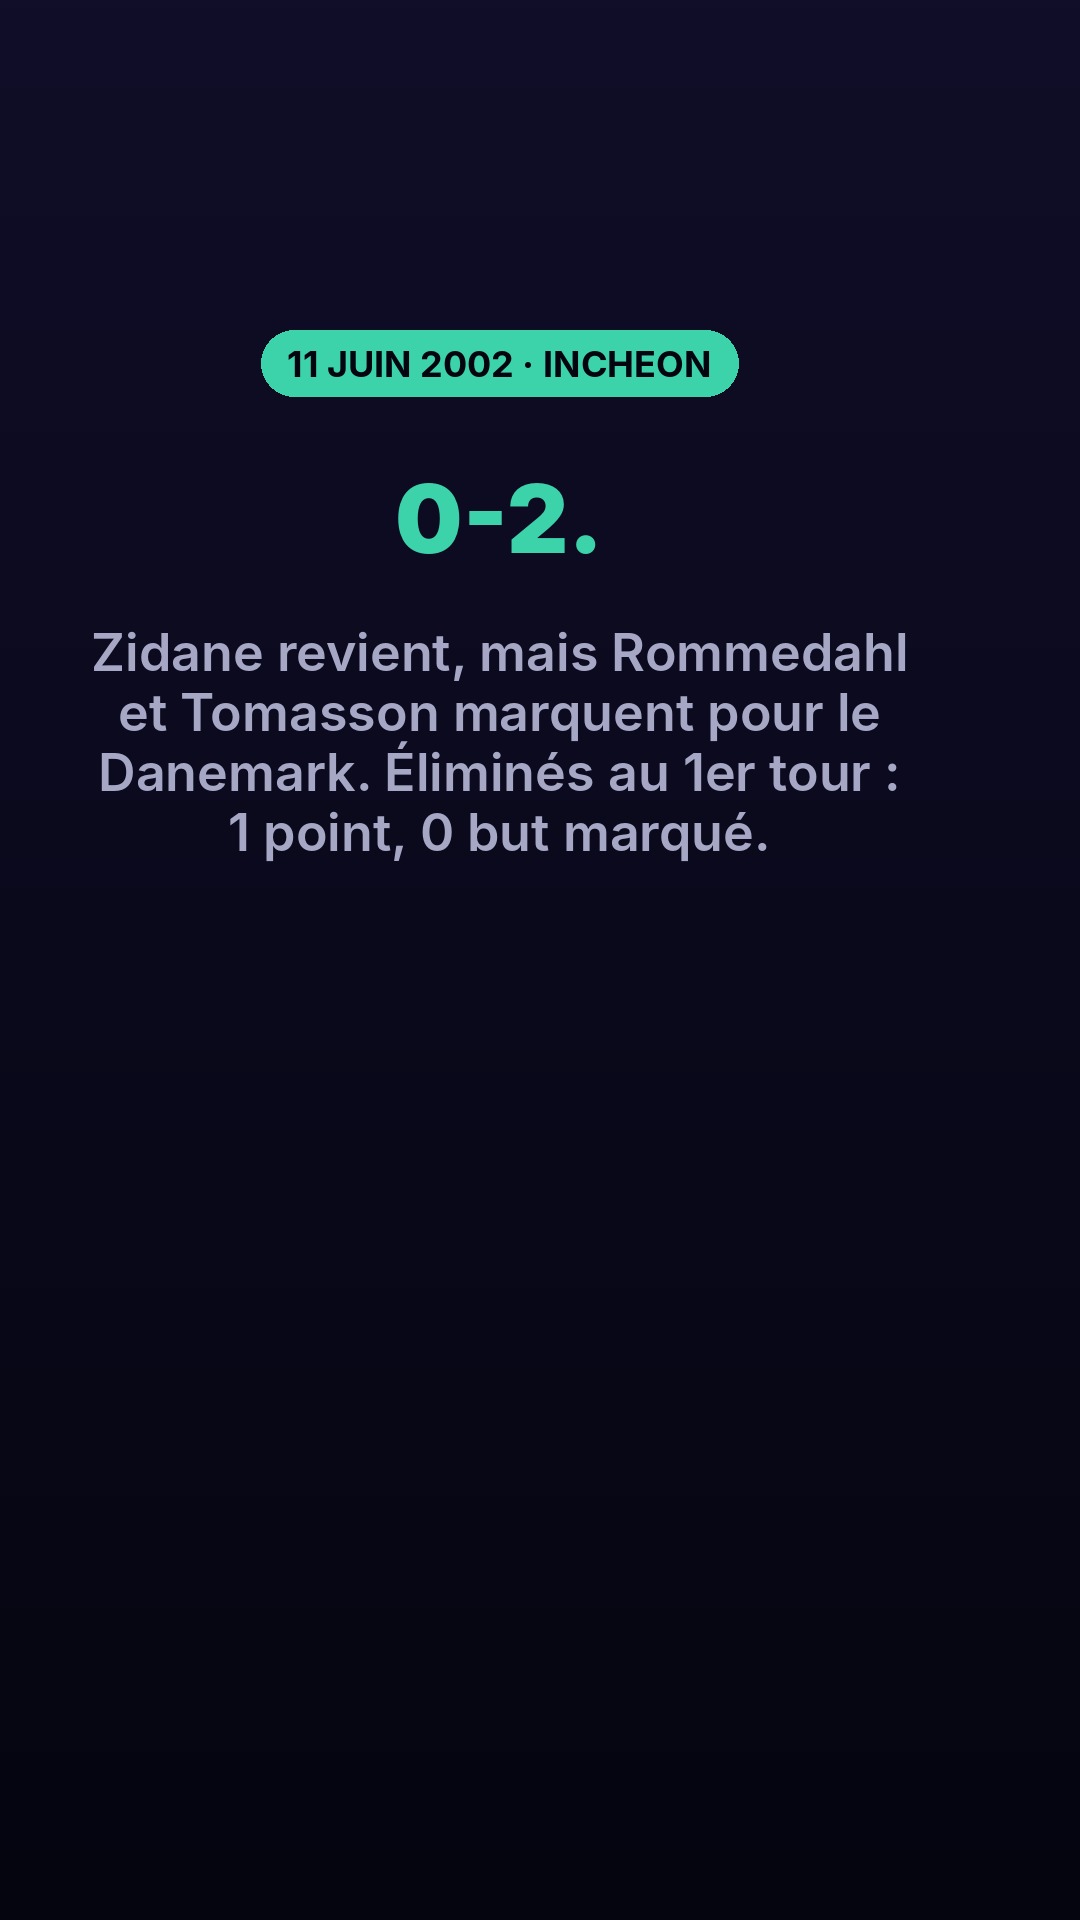 11 JUIN 2002 · INCHEON
0-2.
Zidane revient, mais Rommedahl
et Tomasson marquent pour le
Danemark. Éliminés au 1er tour :
1 point, 0 but marqué.